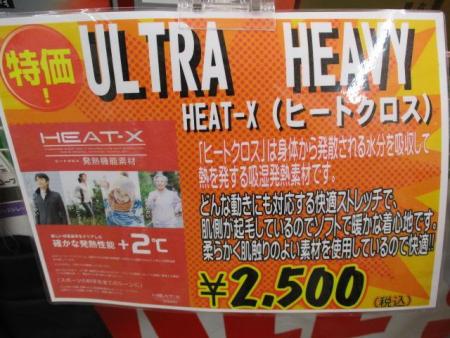 特価!
ULTRA HEAVY
HEAT-X (ヒートクロス)
HEAT-X
発熱機能素材
「ヒートクロス」は身体から発散される水分を吸収して
熱を発する吸湿発熱素材です。
どんな動きにも対応する快適ストレッチで、
肌側が起毛しているのでソフトで暖かな着心地です。
柔らかく肌触りのよい素材を使用しているので快適!!
確かな発熱性能 +2℃
HEAT-X
¥2,500 (税込)